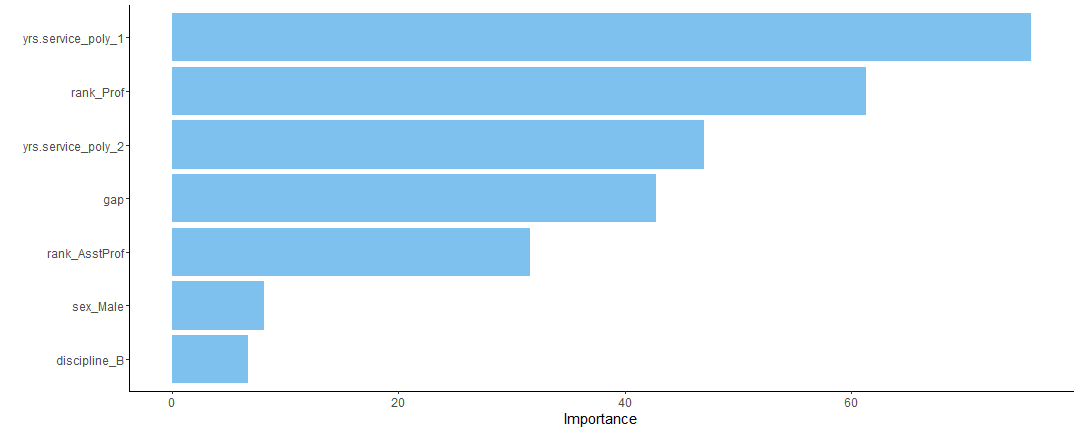 yrs.service_poly_1
rank_Prof
yrs.service_poly_2
gap
rank_AsstProf
sex_Male
discipline_B
0 20 40 60
Importance